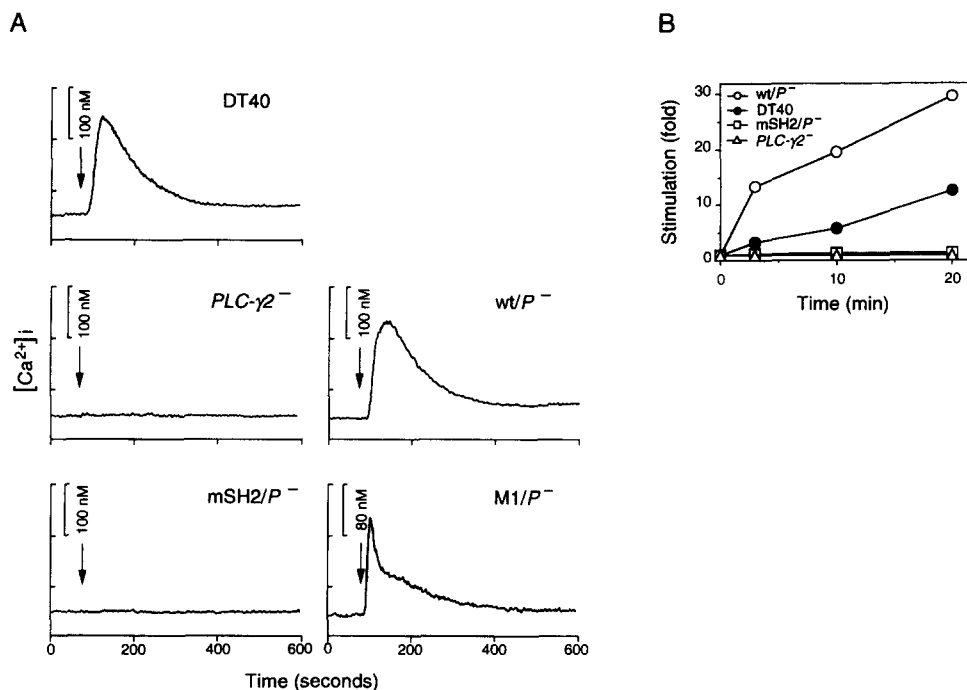 A
B
DT40
100 nM
PLC-γ2⁻
100 nM
wt/P⁻
100 nM
[Ca²⁺]i
mSH2/P⁻
100 nM
M1/P⁻
80 nM
0 200 400 600
0 200 400 600
Time (seconds)
Stimulation (fold)
30
20
10
0
wt/P⁻
DT40
mSH2/P⁻
PLC-γ2⁻
0 10 20
Time (min)